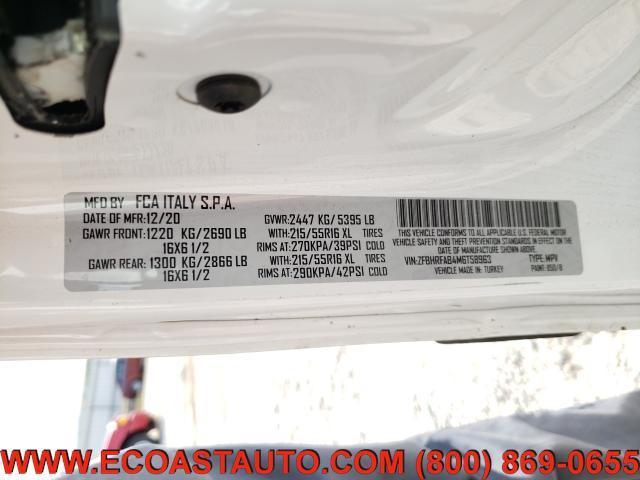 MFD BY FCA ITALY S.P.A.
DATE OF MFR: 12/20 GVWR: 2447 KG/ 5395 LB
GAWR FRONT: 1220 KG/2690 LB WITH: 215/55R16 XL TIRES
16X6 1/2 RIMS AT: 270KPA/39PSI COLD
GAWR REAR: 1300 KG/2866 LB WITH: 215/55R16 XL TIRES
16X6 1/2 RIMS AT: 290KPA/42PSI COLD
THIS VEHICLE CONFORMS TO ALL APPLICABLE U.S. FEDERAL MOTOR
VEHICLE SAFETY STANDARDS IN EFFECT ON THE DATE OF
MANUFACTURE SHOWN ABOVE.
VIN: ZFBHRFAB4M6T58963 TYPE: MPV
MADE IN: TURKEY PAINT: 850/B
WWW.ECOASTAUTO.COM (800) 869-0655